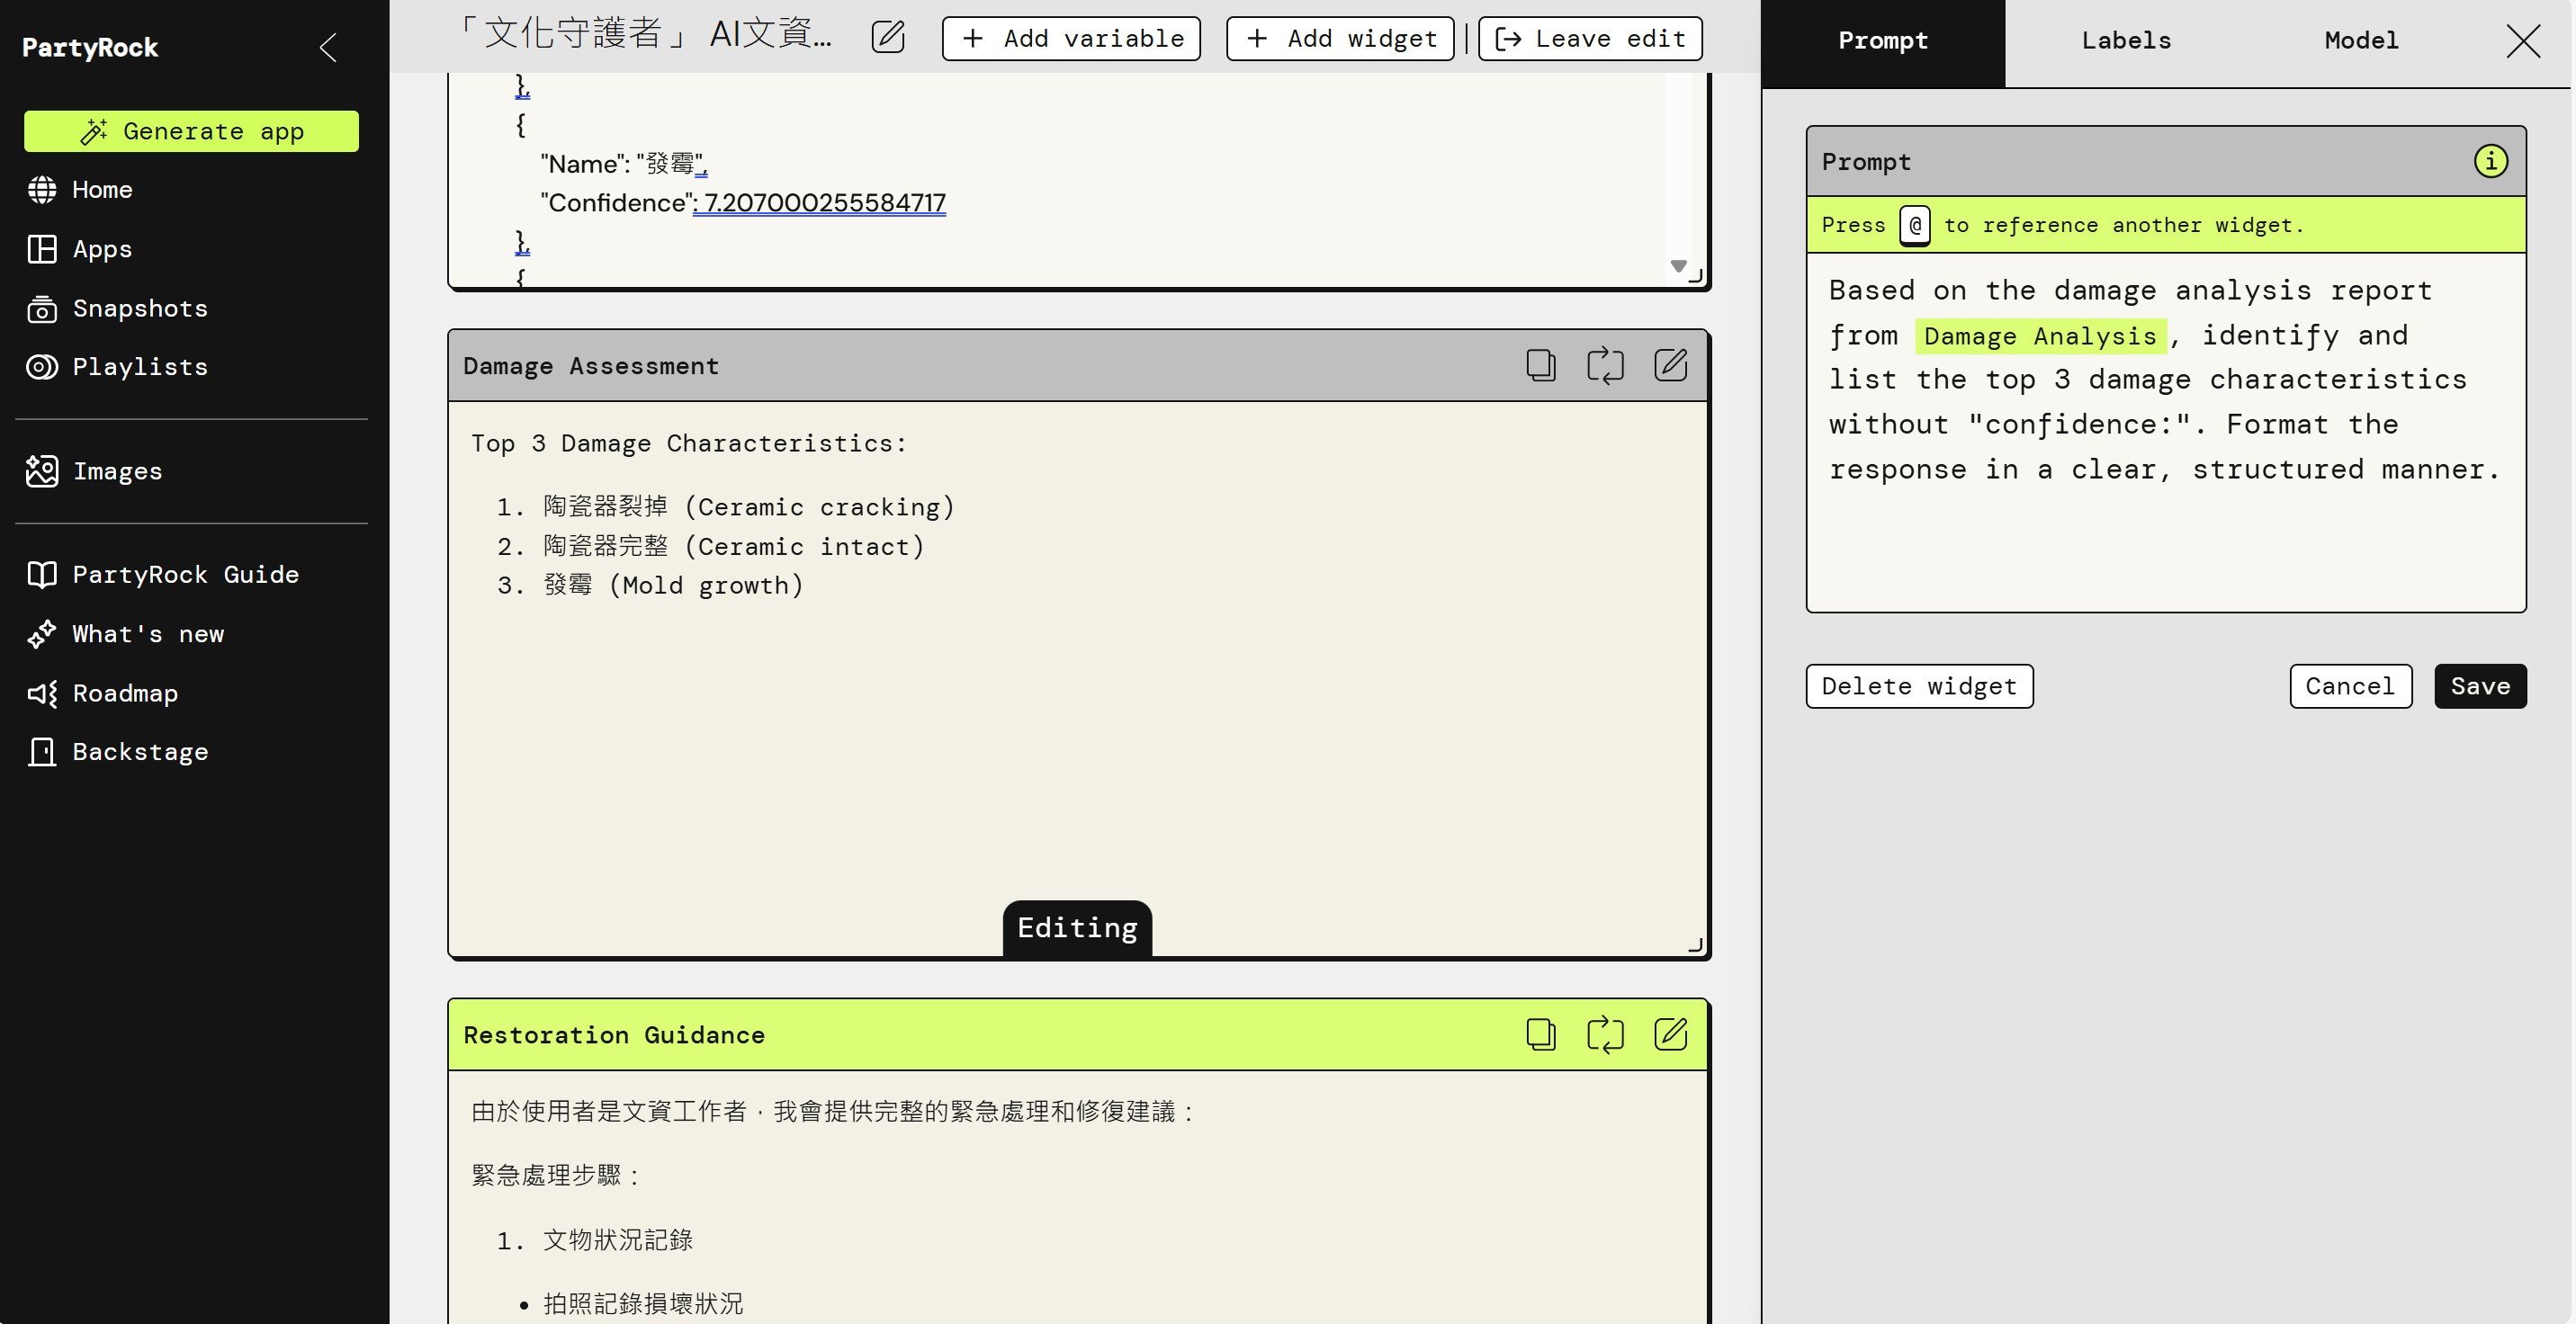 PartyRock
Generate app
Home
Apps
Snapshots
Playlists
Images
PartyRock Guide
What's new
Roadmap
Backstage
「文化守護者」 AI文資...
Add variable
Add widget
Leave edit
},
{
"Name": "發霉",
"Confidence": 7.207000255584717
},
{
Damage Assessment
Top 3 Damage Characteristics:
1. 陶瓷器裂掉 (Ceramic cracking)
2. 陶瓷器完整 (Ceramic intact)
3. 發霉 (Mold growth)
Editing
Restoration Guidance
由於使用者是文資工作者，我會提供完整的緊急處理和修復建議：
緊急處理步驟：
1. 文物狀況記錄
• 拍照記錄損壞狀況
Prompt
Labels
Model
Prompt
Press @ to reference another widget.
Based on the damage analysis report
from Damage Analysis, identify and
list the top 3 damage characteristics
without "confidence:". Format the
response in a clear, structured manner.
Delete widget
Cancel
Save